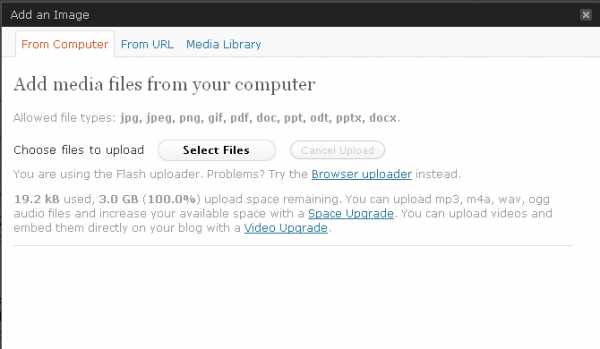 Add an Image
From Computer From URL Media Library
Add media files from your computer
Allowed file types: jpg, jpeg, png, gif, pdf, doc, ppt, odt, pptx, docx.
Choose files to upload Select Files Cancel Upload
You are using the Flash uploader. Problems? Try the Browser uploader instead.
19.2 kB used, 3.0 GB (100.0%) upload space remaining. You can upload mp3, m4a, wav, ogg
audio files and increase your available space with a Space Upgrade. You can upload videos and
embed them directly on your blog with a Video Upgrade.